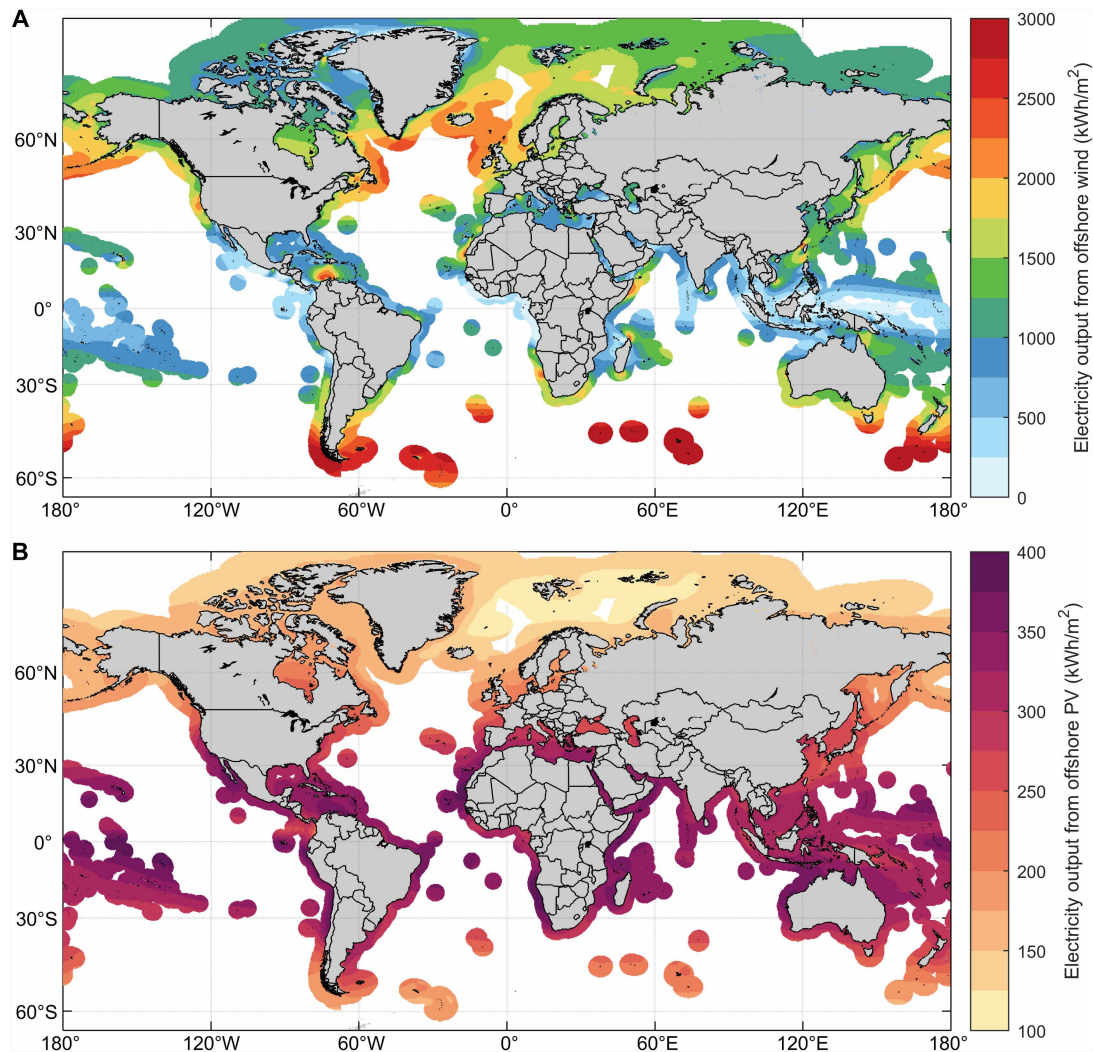 A
60°N
30°N
0°
30°S
60°S
180°
120°W
60°W
0°
60°E
120°E
180°
3000
2500
2000
1500
1000
500
0
Electricity output from offshore wind (kWh/m²)
B
60°N
30°N
0°
30°S
60°S
180°
120°W
60°W
0°
60°E
120°E
180°
400
350
300
250
200
150
100
Electricity output from offshore PV (kWh/m²)